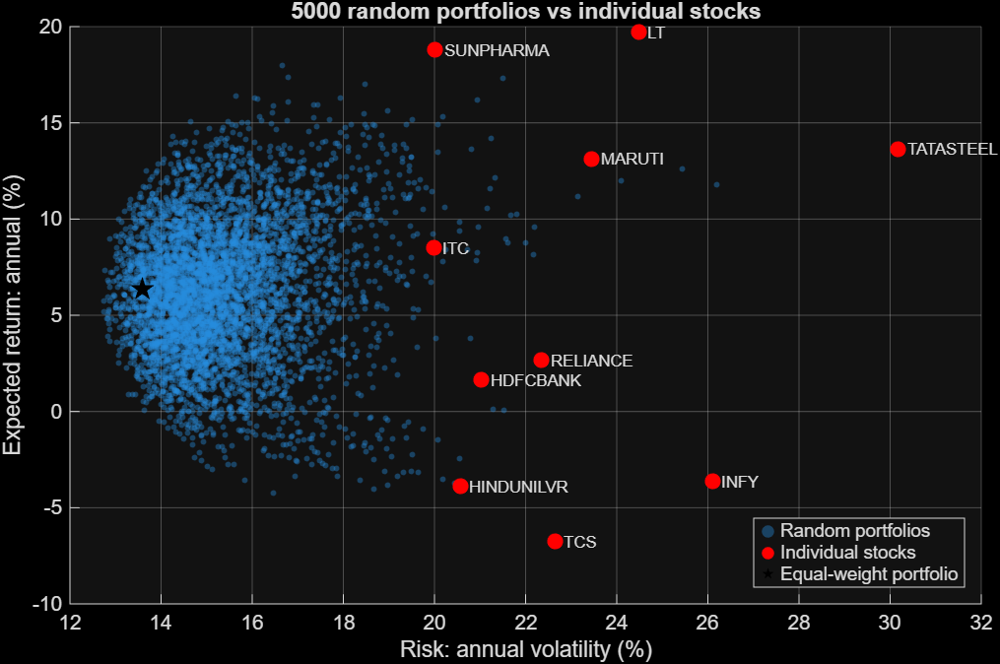 5000 random portfolios vs individual stocks
20
15
10
5
0
-5
-10
12
14
16
18
20
22
24
26
28
30
32
Expected return: annual (%)
Risk: annual volatility (%)
LT
SUNPHARMA
TATASTEEL
MARUTI
ITC
RELIANCE
HDFCBANK
INFY
HINDUNILVR
TCS
Random portfolios
Individual stocks
Equal-weight portfolio